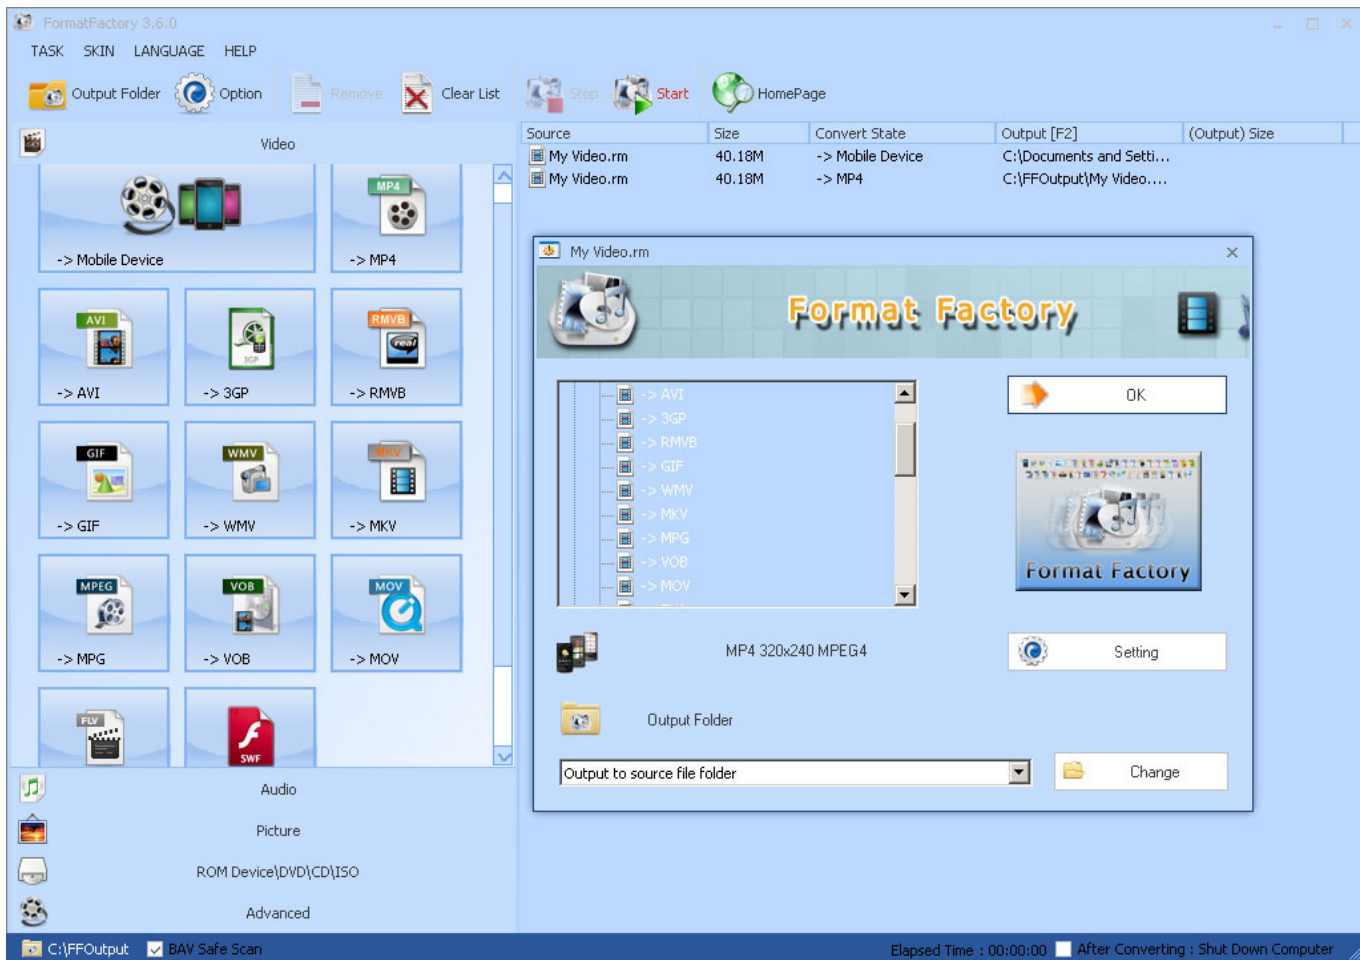 FormatFactory 3.6.0
TASK SKIN LANGUAGE HELP
Output Folder Option Remove Clear List Stop Start HomePage
Video
MP4
-> Mobile Device -> MP4
AVI 3GP RMVB
real
-> AVI -> 3GP -> RMVB
GIF WMV MKV
-> GIF -> WMV -> MKV
MPEG VOB MOV
-> MPG -> VOB -> MOV
FLV
SWF
Audio
Picture
ROM Device\DVD\CD\ISO
Advanced
Source Size Convert State Output [F2] (Output) Size
My Video.rm 40.18M -> Mobile Device C:\Documents and Setti...
My Video.rm 40.18M -> MP4 C:\FFOutput\My Video....
My Video.rm
Format Factory
-> AVI
-> 3GP
-> RMVB
-> GIF
-> WMV
-> MKV
-> MPG
-> VOB
-> MOV
OK
Format Factory
MP4 320x240 MPEG4
Setting
Output Folder
Output to source file folder
Change
C:\FFOutput BAV Safe Scan Elapsed Time : 00:00:00 After Converting : Shut Down Computer